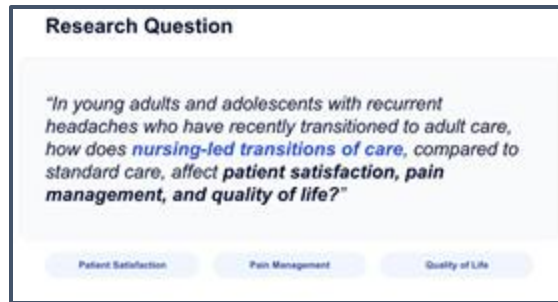 Research Question
“In young adults and adolescents with recurrent
headaches who have recently transitioned to adult care,
how does nursing-led transitions of care, compared to
standard care, affect patient satisfaction, pain
management, and quality of life?”
Patient Satisfaction Pain Management Quality of Life